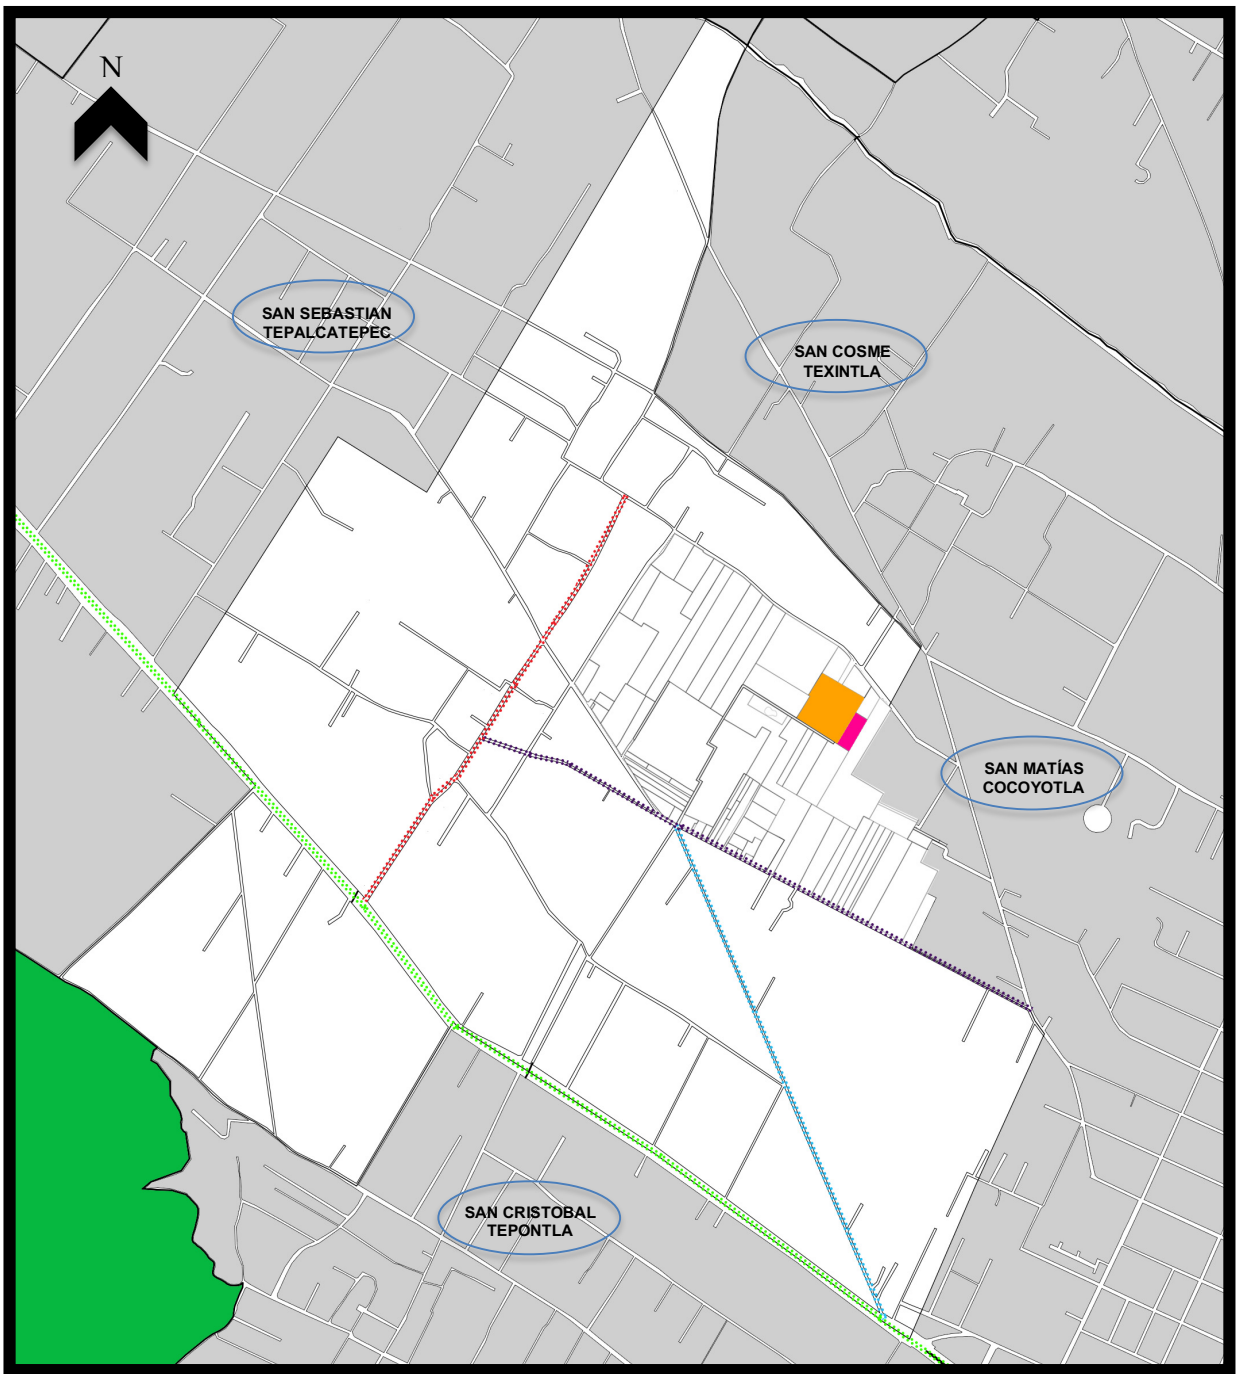 N
SAN SEBASTIAN
TEPALCATEPEC
SAN COSME
TEXINTLA
SAN MATÍAS
COCOYOTLA
SAN CRISTOBAL
TEPONTLA